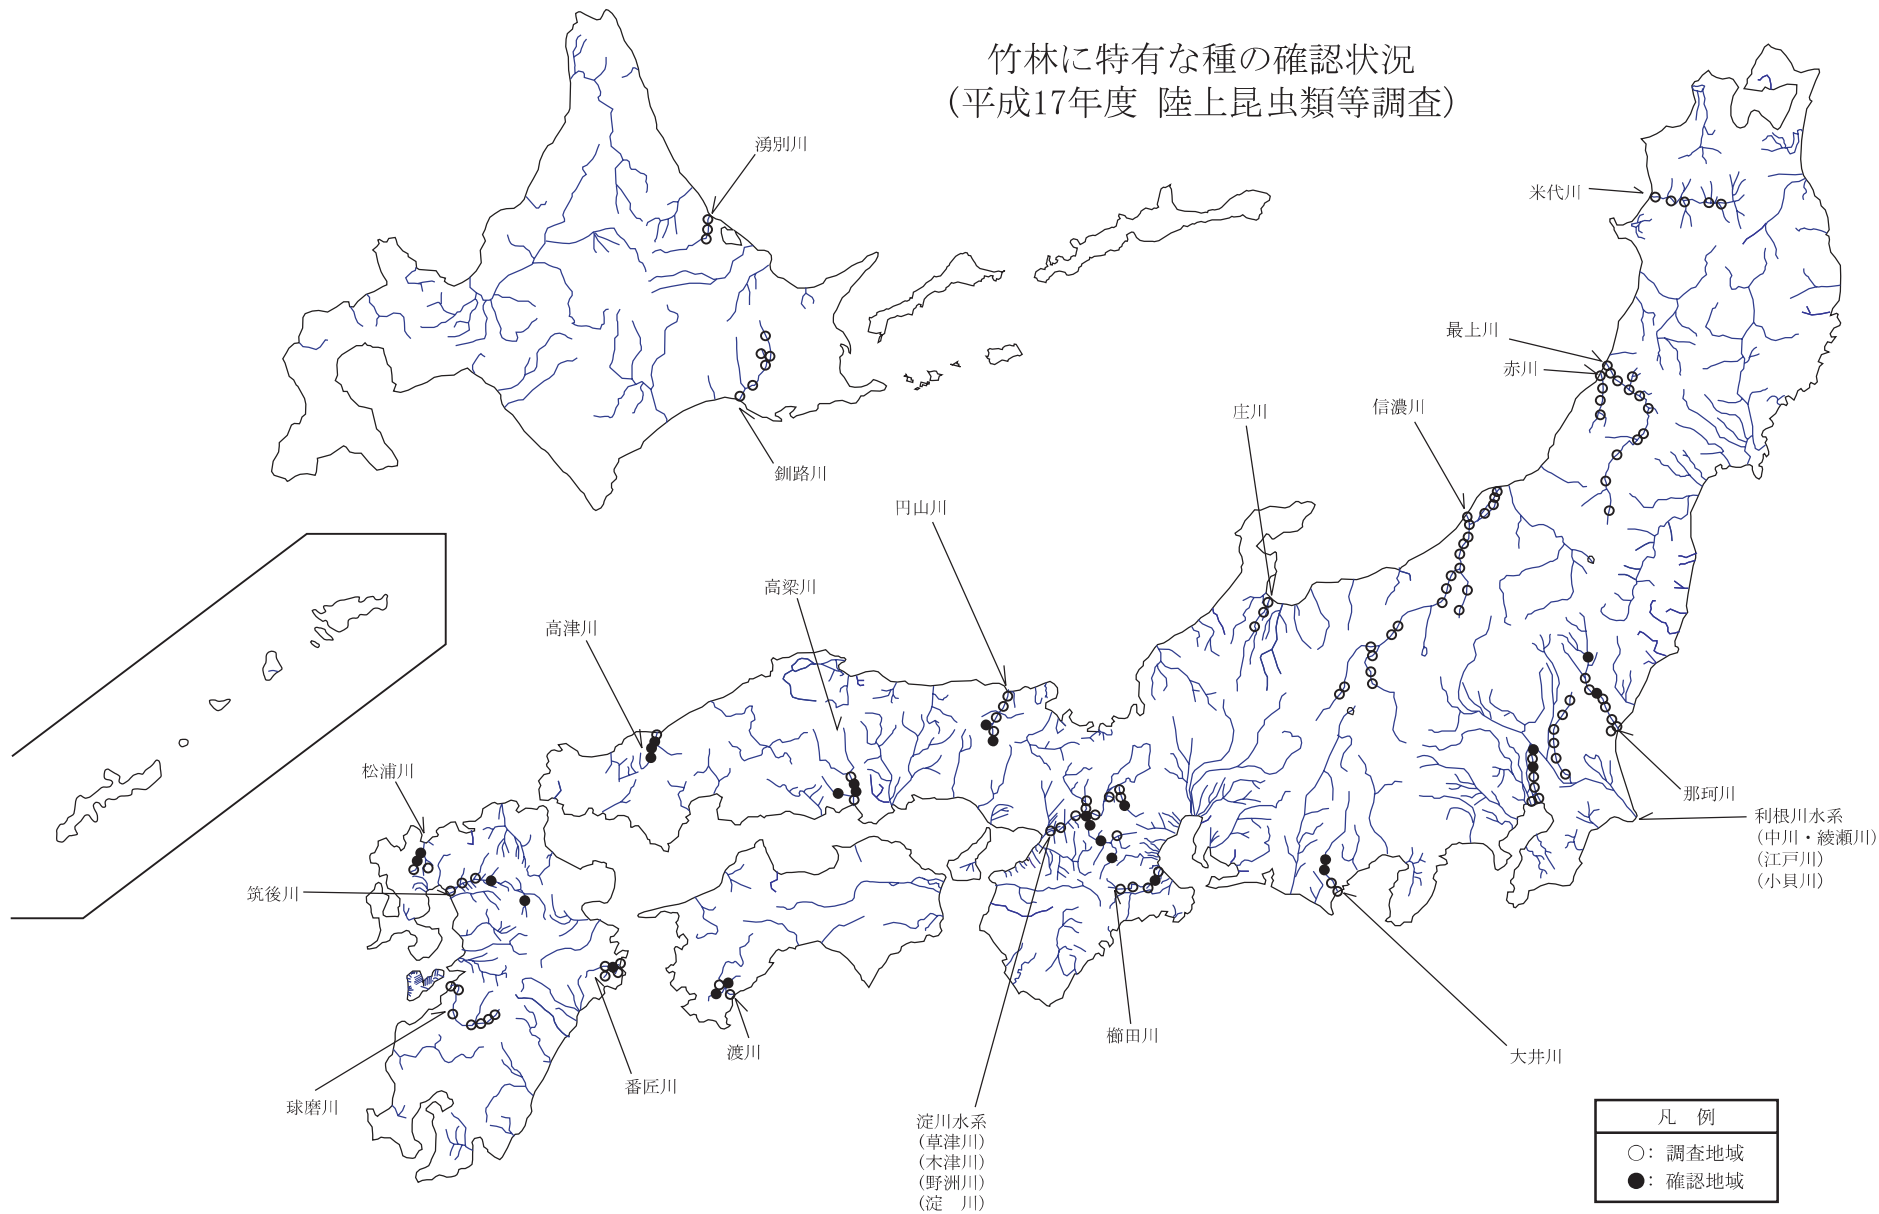 竹林に特有な種の確認状況
(平成17年度 陸上昆虫類等調査)
湧別川
米代川
最上川
赤川
信濃川
庄川
釧路川
円山川
高梁川
高津川
松浦川
筑後川
那珂川
利根川水系
(中川・綾瀬川)
(江戸川)
(小貝川)
櫛田川
大井川
渡川
番匠川
球磨川
淀川水系
(草津川)
(木津川)
(野洲川)
(淀 川)
凡 例
○: 調査地域
●: 確認地域